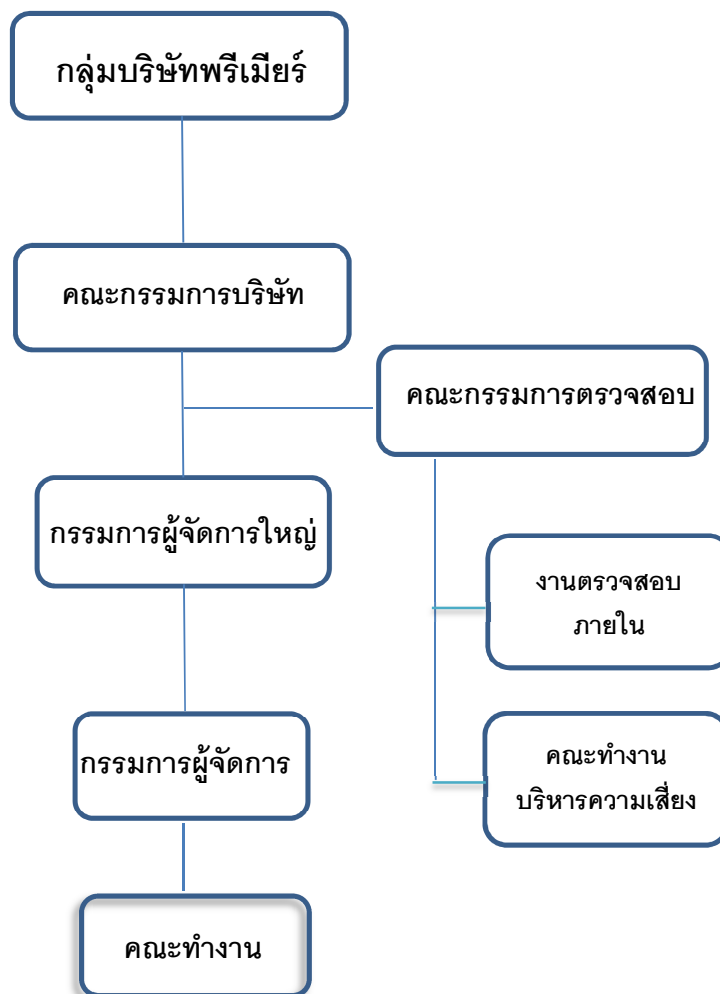 กลุ่มบริษัทพรีเมียร์
คณะกรรมการบริษัท
คณะกรรมการตรวจสอบ
กรรมการผู้จัดการใหญ่
งานตรวจสอบ
ภายใน
กรรมการผู้จัดการ
คณะทำงาน
บริหารความเสี่ยง
คณะทำงาน